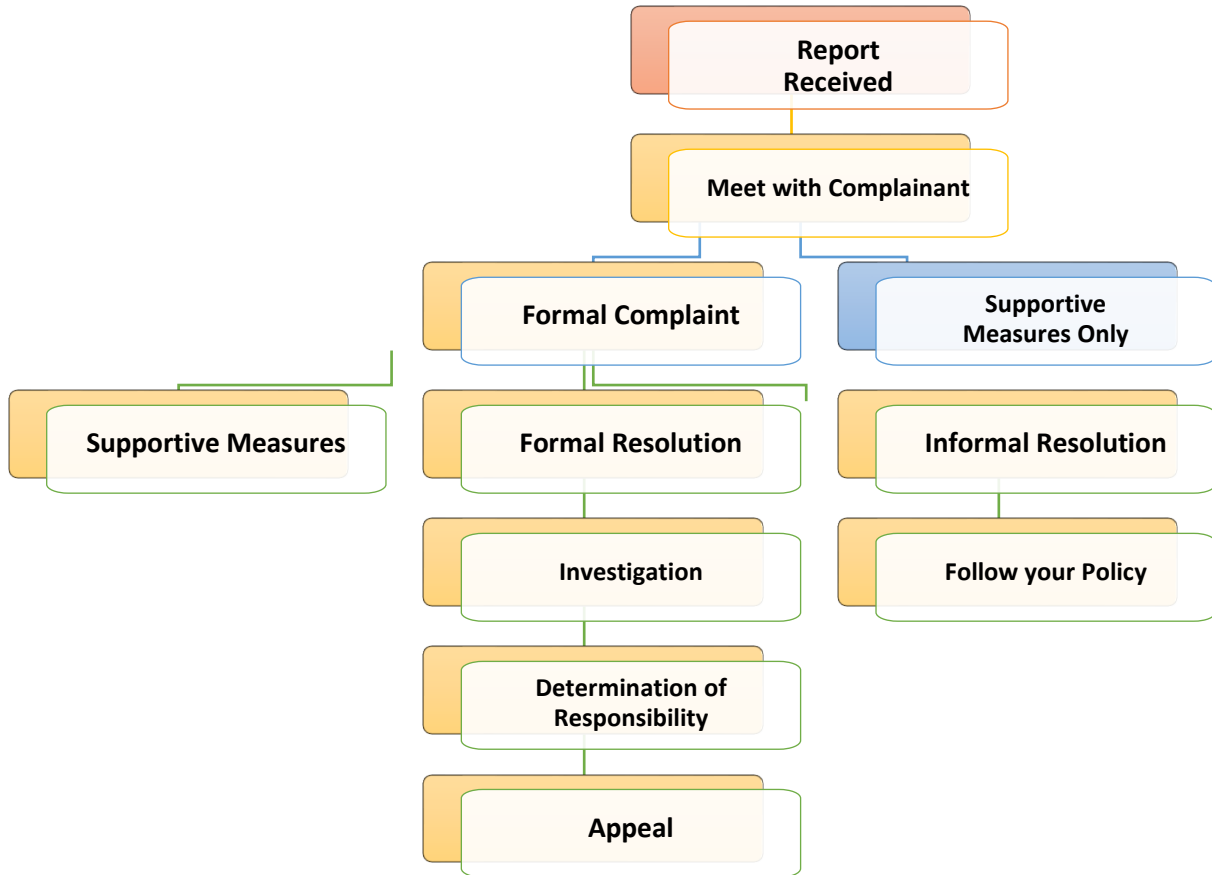 Report
Received
Meet with Complainant
Formal Complaint
Supportive
Measures Only
Supportive Measures
Formal Resolution
Informal Resolution
Investigation
Follow your Policy
Determination of
Responsibility
Appeal